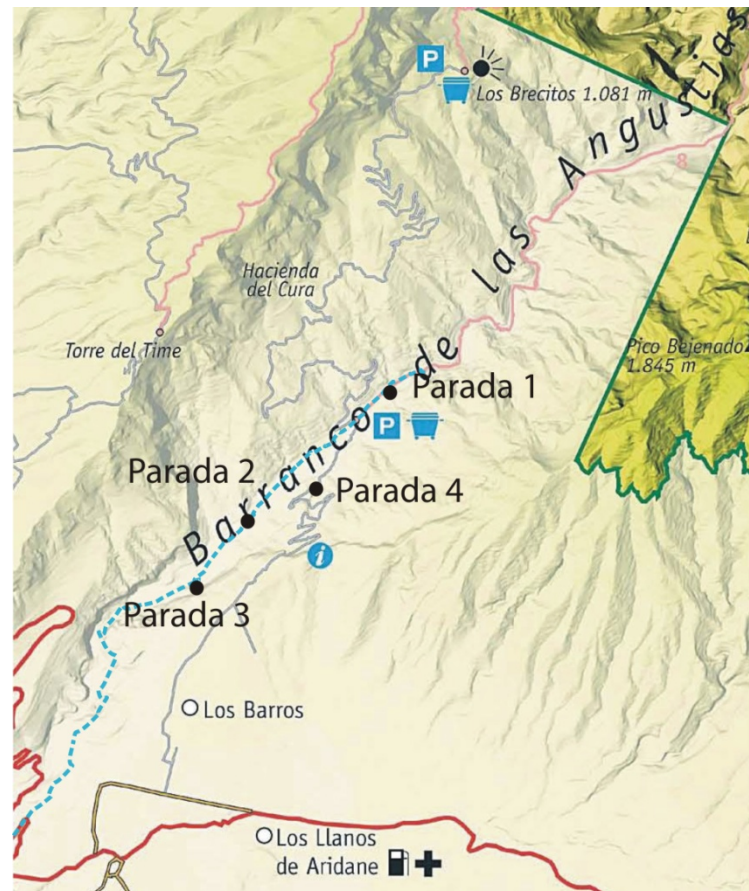 P
Los Brecitos 1.081 m
Barranco de las Angustias
8
Hacienda
del Cura
Torre del Time
Pico Bejenado
1.845 m
Parada 1
P
Parada 2
Parada 4
i
Parada 3
Los Barros
Los Llanos
de Aridane